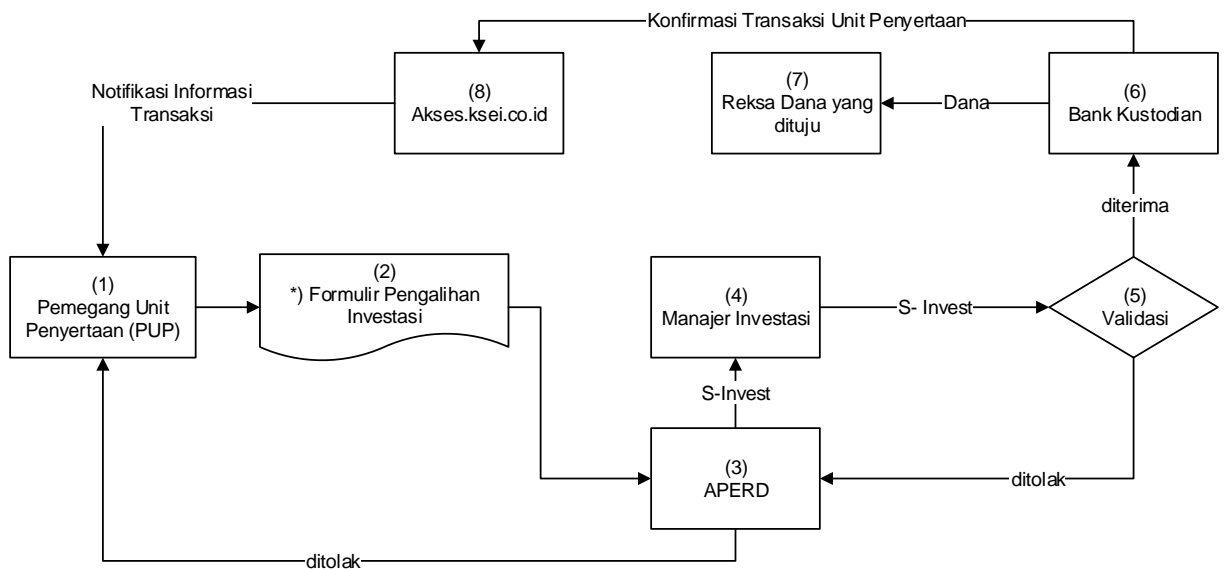 Konfirmasi Transaksi Unit Penyertaan
(8)
Akses.ksei.co.id
(7)
Reksa Dana yang
dituju
Dana
(6)
Bank Kustodian
Notifikasi Informasi
Transaksi
diterima
(1)
Pemegang Unit
Penyertaan (PUP)
(2)
*) Formulir Pengalihan
Investasi
(4)
Manajer Investasi
S- Invest
(5)
Validasi
S-Invest
(3)
APERD
ditolak
ditolak